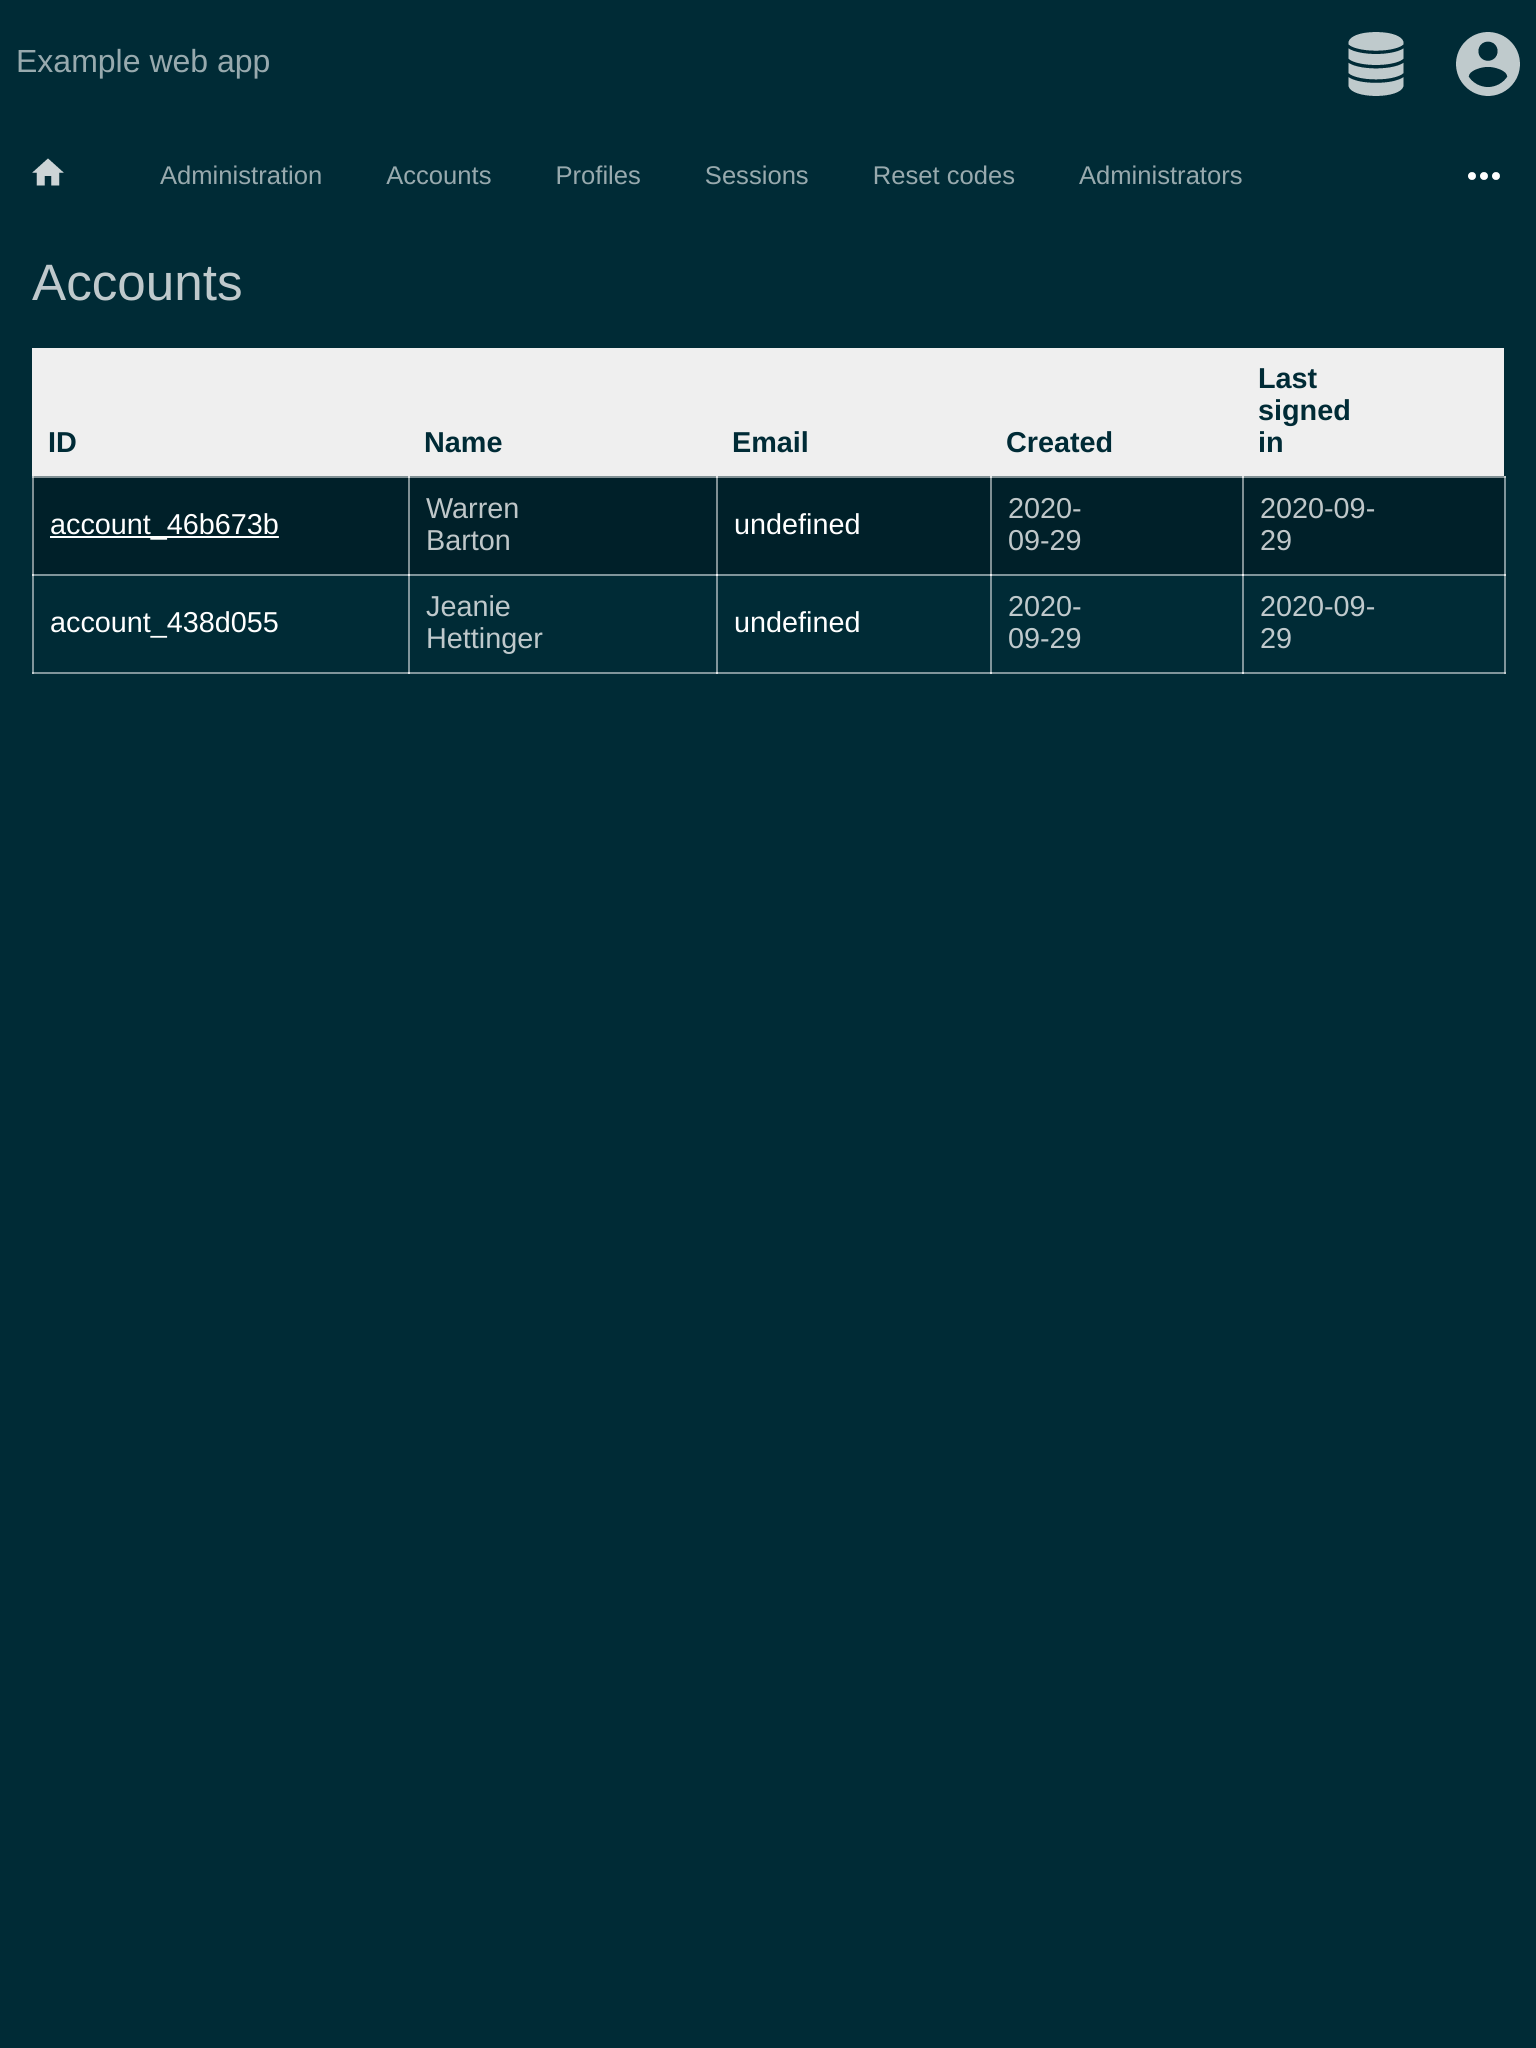 Example web app
Administration Accounts Profiles Sessions Reset codes Administrators
Accounts
ID Name Email Created Last signed in
account_46b673b Warren Barton undefined 2020-09-29 2020-09-29
account_438d055 Jeanie Hettinger undefined 2020-09-29 2020-09-29